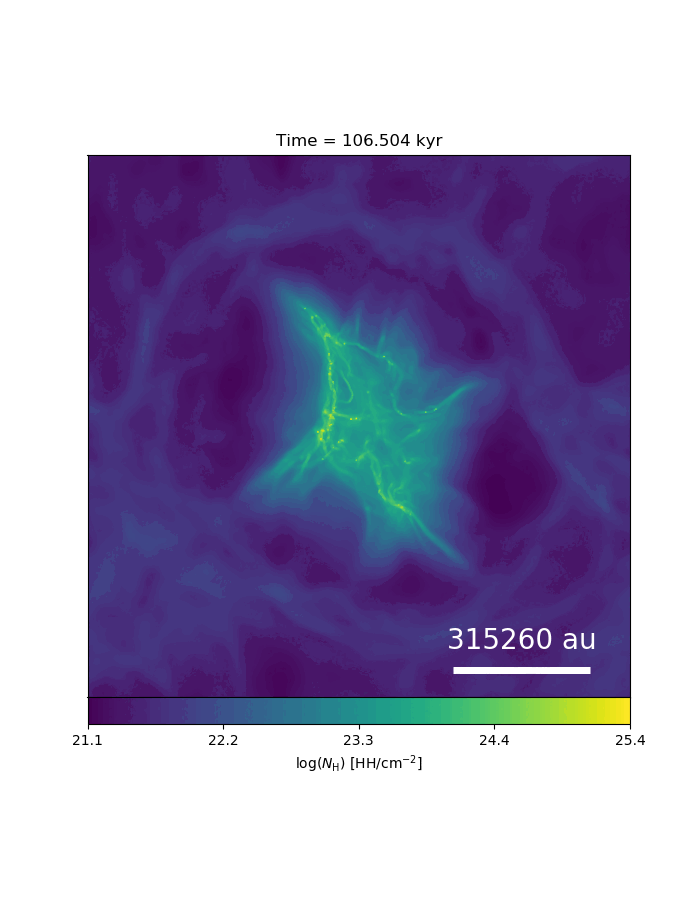 Time = 106.504 kyr
315260 au
21.1 22.2 23.3 24.4 25.4
log(N_H) [HH/cm⁻²]